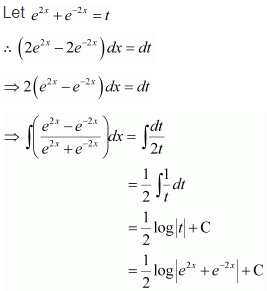 Let e^{2x} + e^{-2x} = t
∴ (2e^{2x} - 2e^{-2x})dx = dt
⇒ 2(e^{2x} - e^{-2x})dx = dt
⇒ ∫((e^{2x} - e^{-2x})/(e^{2x} + e^{-2x}))dx = ∫dt/2t
= 1/2 ∫1/t dt
= 1/2 log|t| + C
= 1/2 log|e^{2x} + e^{-2x}| + C